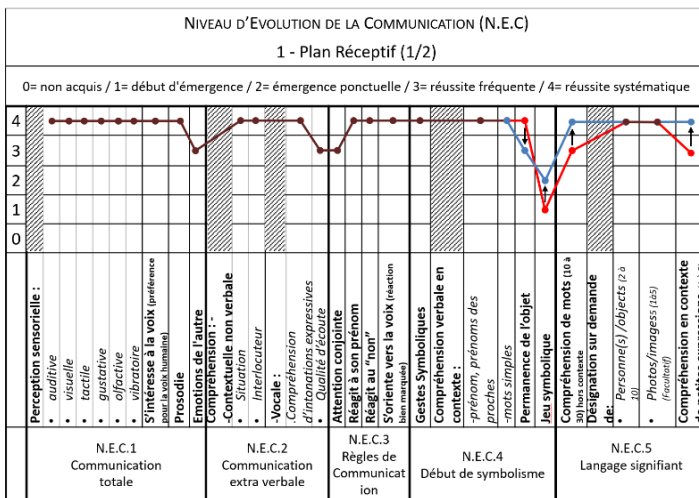 NIVEAU D'EVOLUTION DE LA COMMUNICATION (N.E.C)
1 - Plan Réceptif (1/2)
0= non acquis / 1= début d'émergence / 2= émergence ponctuelle / 3= réussite fréquente / 4= réussite systématique
4
3
2
1
0
Perception sensorielle :
• auditive
• visuelle
• tactile
• gustative
• olfactive
• vibratoire
S'intéresse à la voix (préférence
pour la voix humaine)
Prosodie
Emotions de l'autre
Compréhension : -
-Contextuelle non verbale
• Situation
• Interlocuteur
-Vocale :
.Compréhension
d'intonations expressives
• Qualité d'écoute
Attention conjointe
Réagit à son prénom
Réagit au "non"
S'oriente vers la voix (réaction
bien marquée)
Gestes Symboliques
Compréhension verbale en
contexte :
-prénom, prénoms des
proches
-mots simples
Permanence de l'objet
Jeu symbolique
Compréhension de mots (10 à
30) hors contexte
Désignation sur demande
de:
• Personne(s) /objects (2 à
10)
• Photos/imagess (1à5)
(Facultatif)
Compréhension en contexte
N.E.C.1
Communication
totale
N.E.C.2
Communication
extra verbale
N.E.C.3
Règles de
Communicat
ion
N.E.C.4
Début de symbolisme
N.E.C.5
Langage signifiant